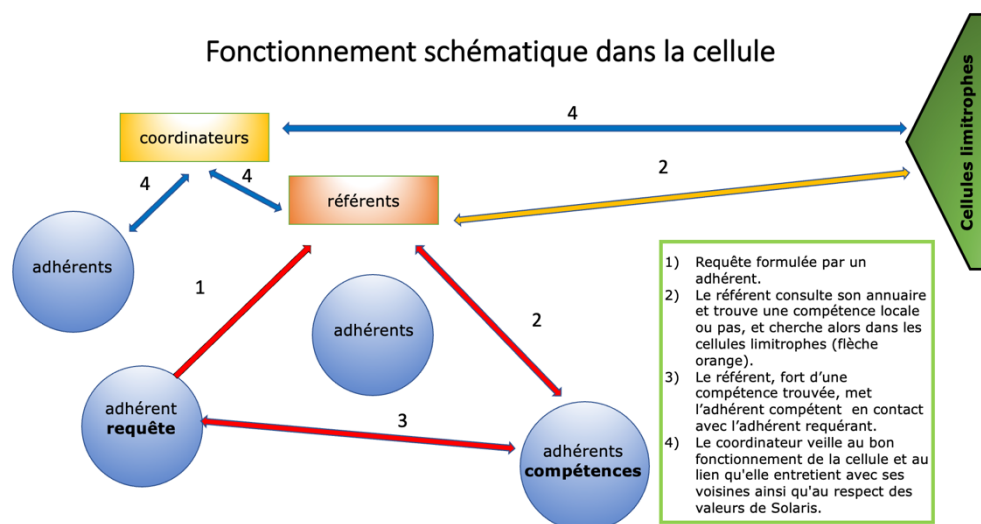 Fonctionnement schématique dans la cellule
4
coordinateurs
Cellules limitrophes
4
4
2
référents
adhérents
1)	Requête formulée par un
adhérent.
2)	Le référent consulte son annuaire
et trouve une compétence locale
ou pas, et cherche alors dans les
cellules limitrophes (flèche
orange).
3)	Le référent, fort d’une
compétence trouvée, met
l’adhérent compétent  en contact
avec l’adhérent requérant.
4)	Le coordinateur veille au bon
fonctionnement de la cellule et au
lien qu'elle entretient avec ses
voisines ainsi qu'au respect des
valeurs de Solaris.
1
2
adhérents
adhérent
requête
3
adhérents
compétences